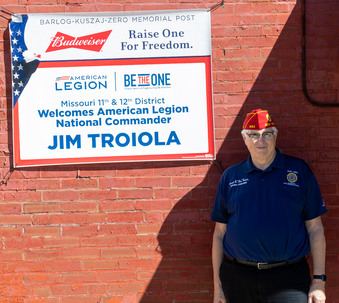 BARLOG-KUSZAJ-ZERO MEMORIAL POST
Budweiser
Raise One
For Freedom.
AMERICAN
LEGION
BE THE ONE
Missouri 11th & 12th District
Welcomes American Legion
National Commander
JIM TROIOLA